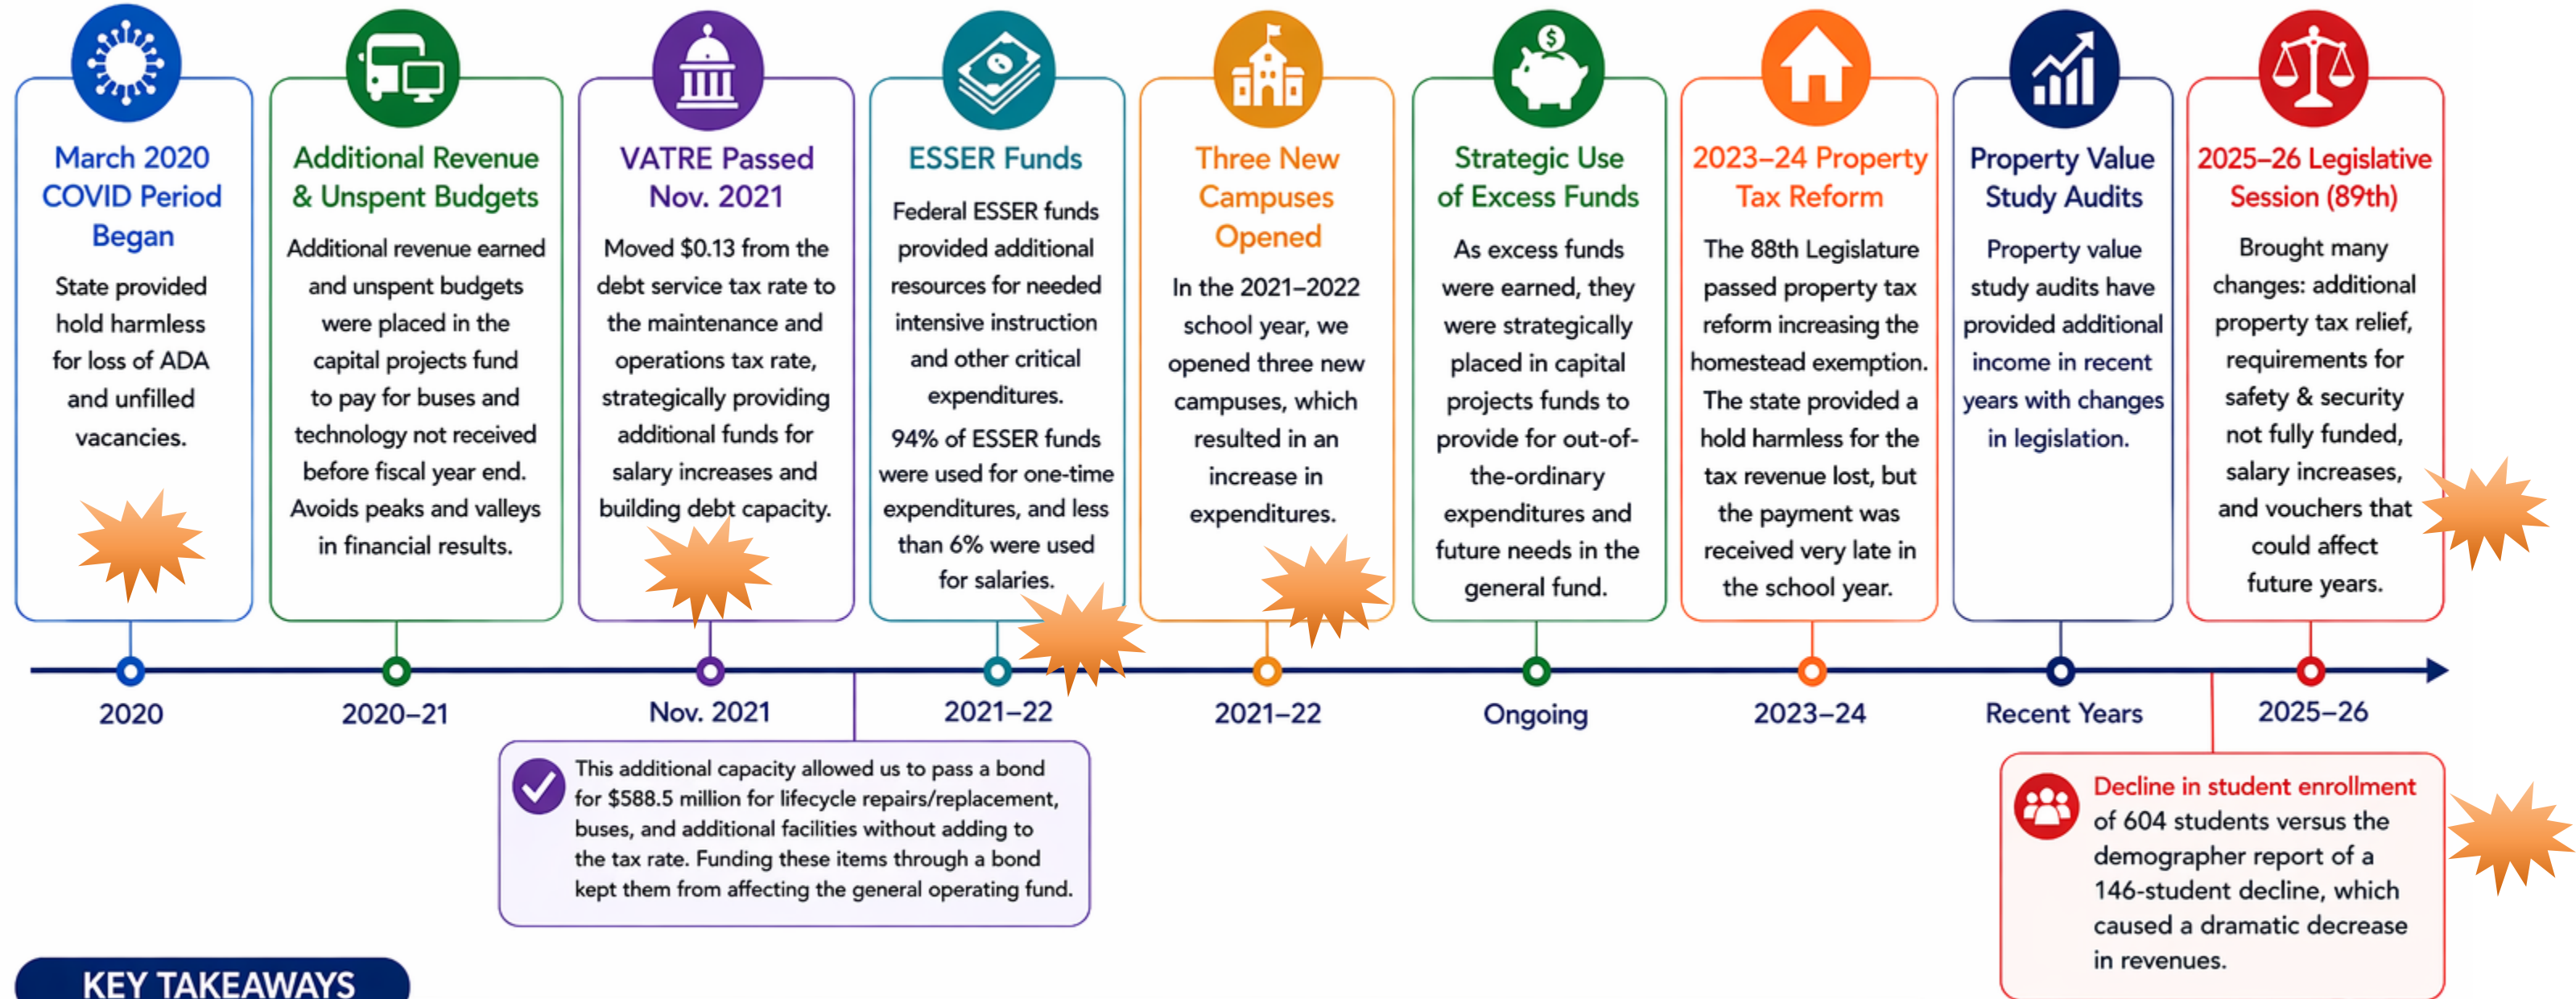 March 2020
COVID Period
Began
State provided
hold harmless
for loss of ADA
and unfilled
vacancies.
Additional Revenue
& Unspent Budgets
Additional revenue earned
and unspent budgets
were placed in the
capital projects fund
to pay for buses and
technology not received
before fiscal year end.
Avoids peaks and valleys
in financial results.
VATRE Passed
Nov. 2021
Moved $0.13 from the
debt service tax rate to
the maintenance and
operations tax rate,
strategically providing
additional funds for
salary increases and
building debt capacity.
ESSER Funds
Federal ESSER funds
provided additional
resources for needed
intensive instruction
and other critical
expenditures.
94% of ESSER funds
were used for one-time
expenditures, and less
than 6% were used
for salaries.
Three New
Campuses
Opened
In the 2021–2022
school year, we
opened three new
campuses, which
resulted in an
increase in
expenditures.
$
Strategic Use
of Excess Funds
As excess funds
were earned, they
were strategically
placed in capital
projects funds to
provide for out-of-
the-ordinary
expenditures and
future needs in the
general fund.
2023–24 Property
Tax Reform
The 88th Legislature
passed property tax
reform increasing the
homestead exemption.
The state provided a
hold harmless for the
tax revenue lost, but
the payment was
received very late in
the school year.
Property Value
Study Audits
Property value
study audits have
provided additional
income in recent
years with changes
in legislation.
2025–26 Legislative
Session (89th)
Brought many
changes: additional
property tax relief,
requirements for
safety & security
not fully funded,
salary increases,
and vouchers that
could affect
future years.
2020
2020–21
Nov. 2021
2021–22
2021–22
Ongoing
2023–24
Recent Years
2025–26
This additional capacity allowed us to pass a bond
for $588.5 million for lifecycle repairs/replacement,
buses, and additional facilities without adding to
the tax rate. Funding these items through a bond
kept them from affecting the general operating fund.
Decline in student enrollment
of 604 students versus the
demographer report of a
146-student decline, which
caused a dramatic decrease
in revenues.
KEY TAKEAWAYS